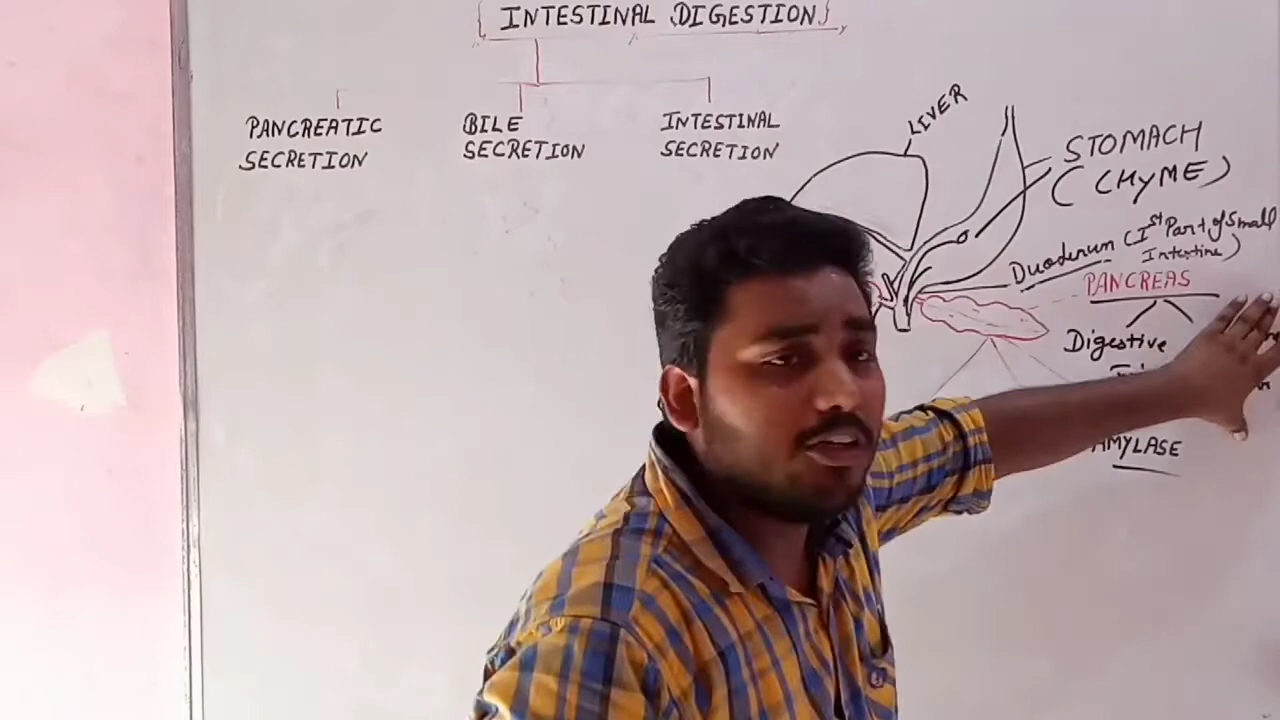 INTESTINAL DIGESTION
PANCREATIC
SECRETION
BILE
SECRETION
INTESTINAL
SECRETION
LIVER
STOMACH
(CHYME)
Duodenum (Ist Part of Small
Intestine)
PANCREAS
Digestive
AMYLASE